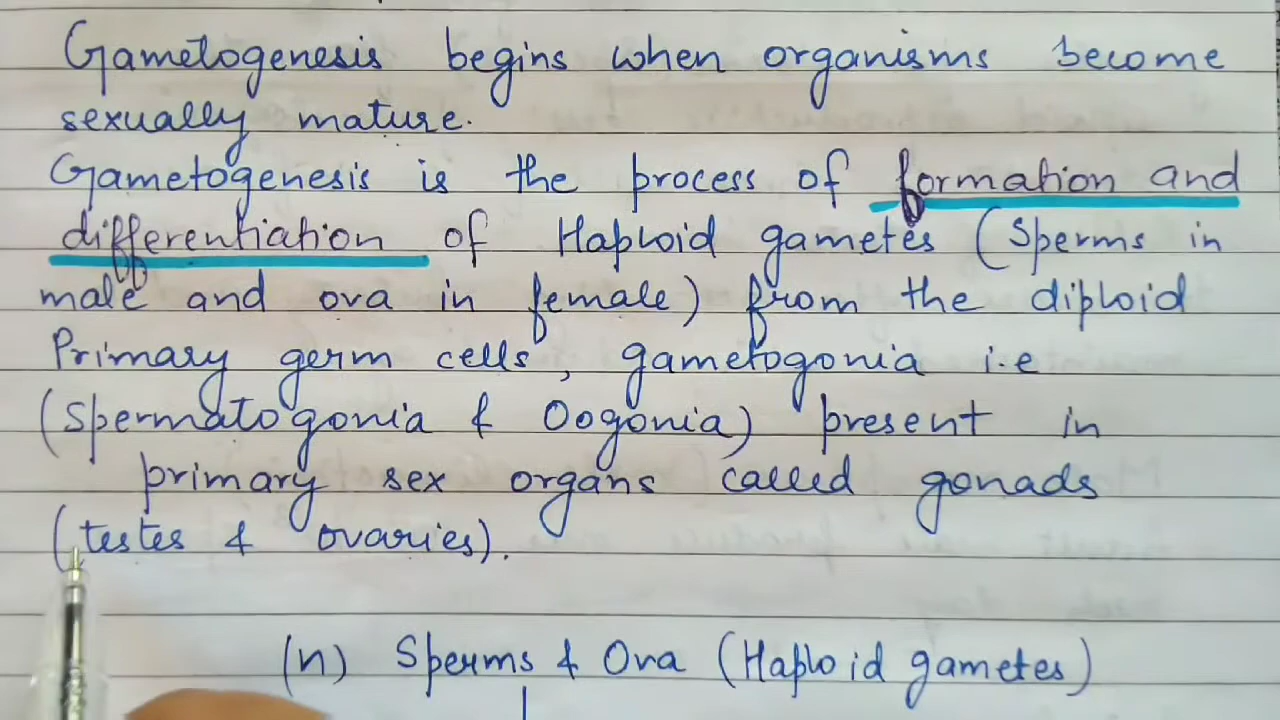 Gametogenesis begins when organisms become
sexually mature.
Gametogenesis is the process of formation and
differentiation of Haploid gametes (Sperms in
male and ova in female) from the diploid
Primary germ cells, gametogonia i.e
(Spermatogonia & Oogonia) present in
primary sex organs called gonads
(testes & ovaries).
(n) Sperms & Ova (Haploid gametes)